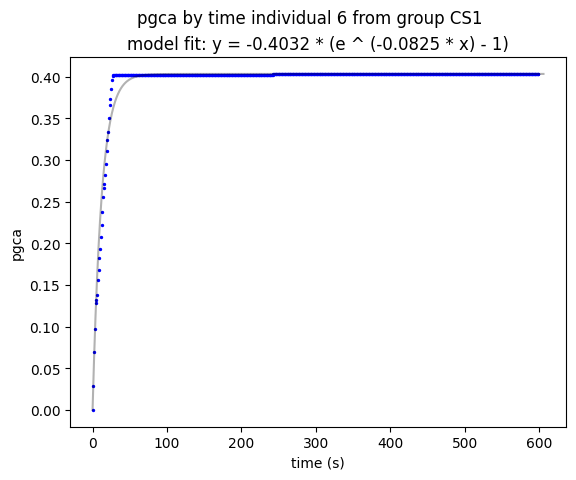 pgca by time individual 6 from group CS1
model fit: y = -0.4032 * (e ^ (-0.0825 * x) - 1)
0.40
0.35
0.30
0.25
0.20
0.15
0.10
0.05
0.00
pgca
0 100 200 300 400 500 600
time (s)